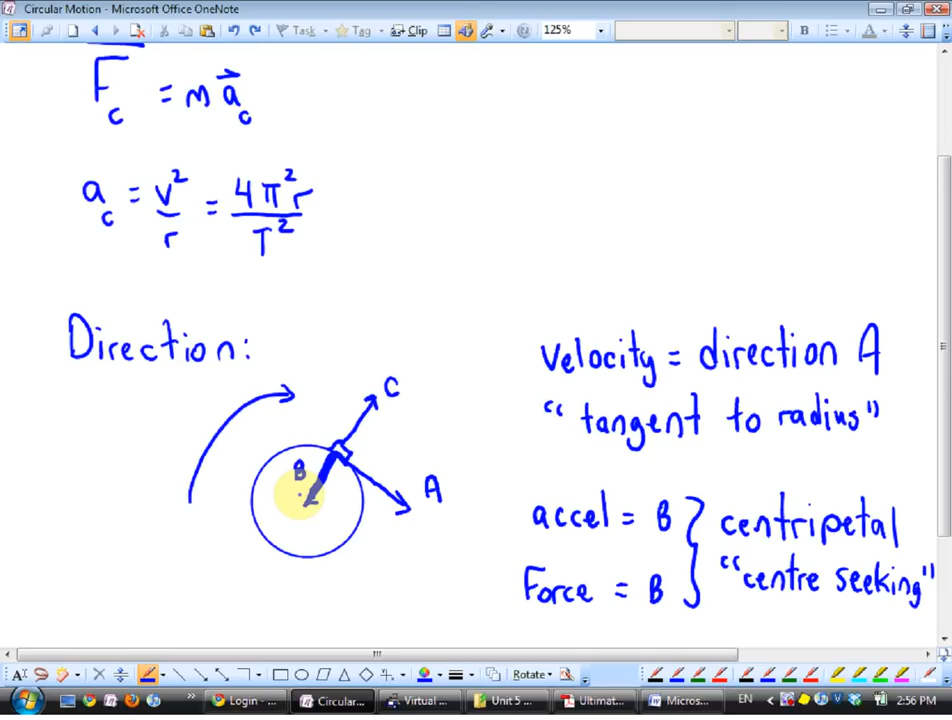 Circular Motion - Microsoft Office OneNote
Task
Tag
Clip
125%
B
A
F_c = m a_c
a_c = v² / r = 4π²r / T²
Direction:
C
B
A
velocity = direction A
“tangent to radius”
accel = B
Force = B
centripetal
“centre seeking”
Rotate
Login - ...
Circular...
Virtual ...
Unit 5 ...
Ultimat...
Microso...
EN
2:56 PM